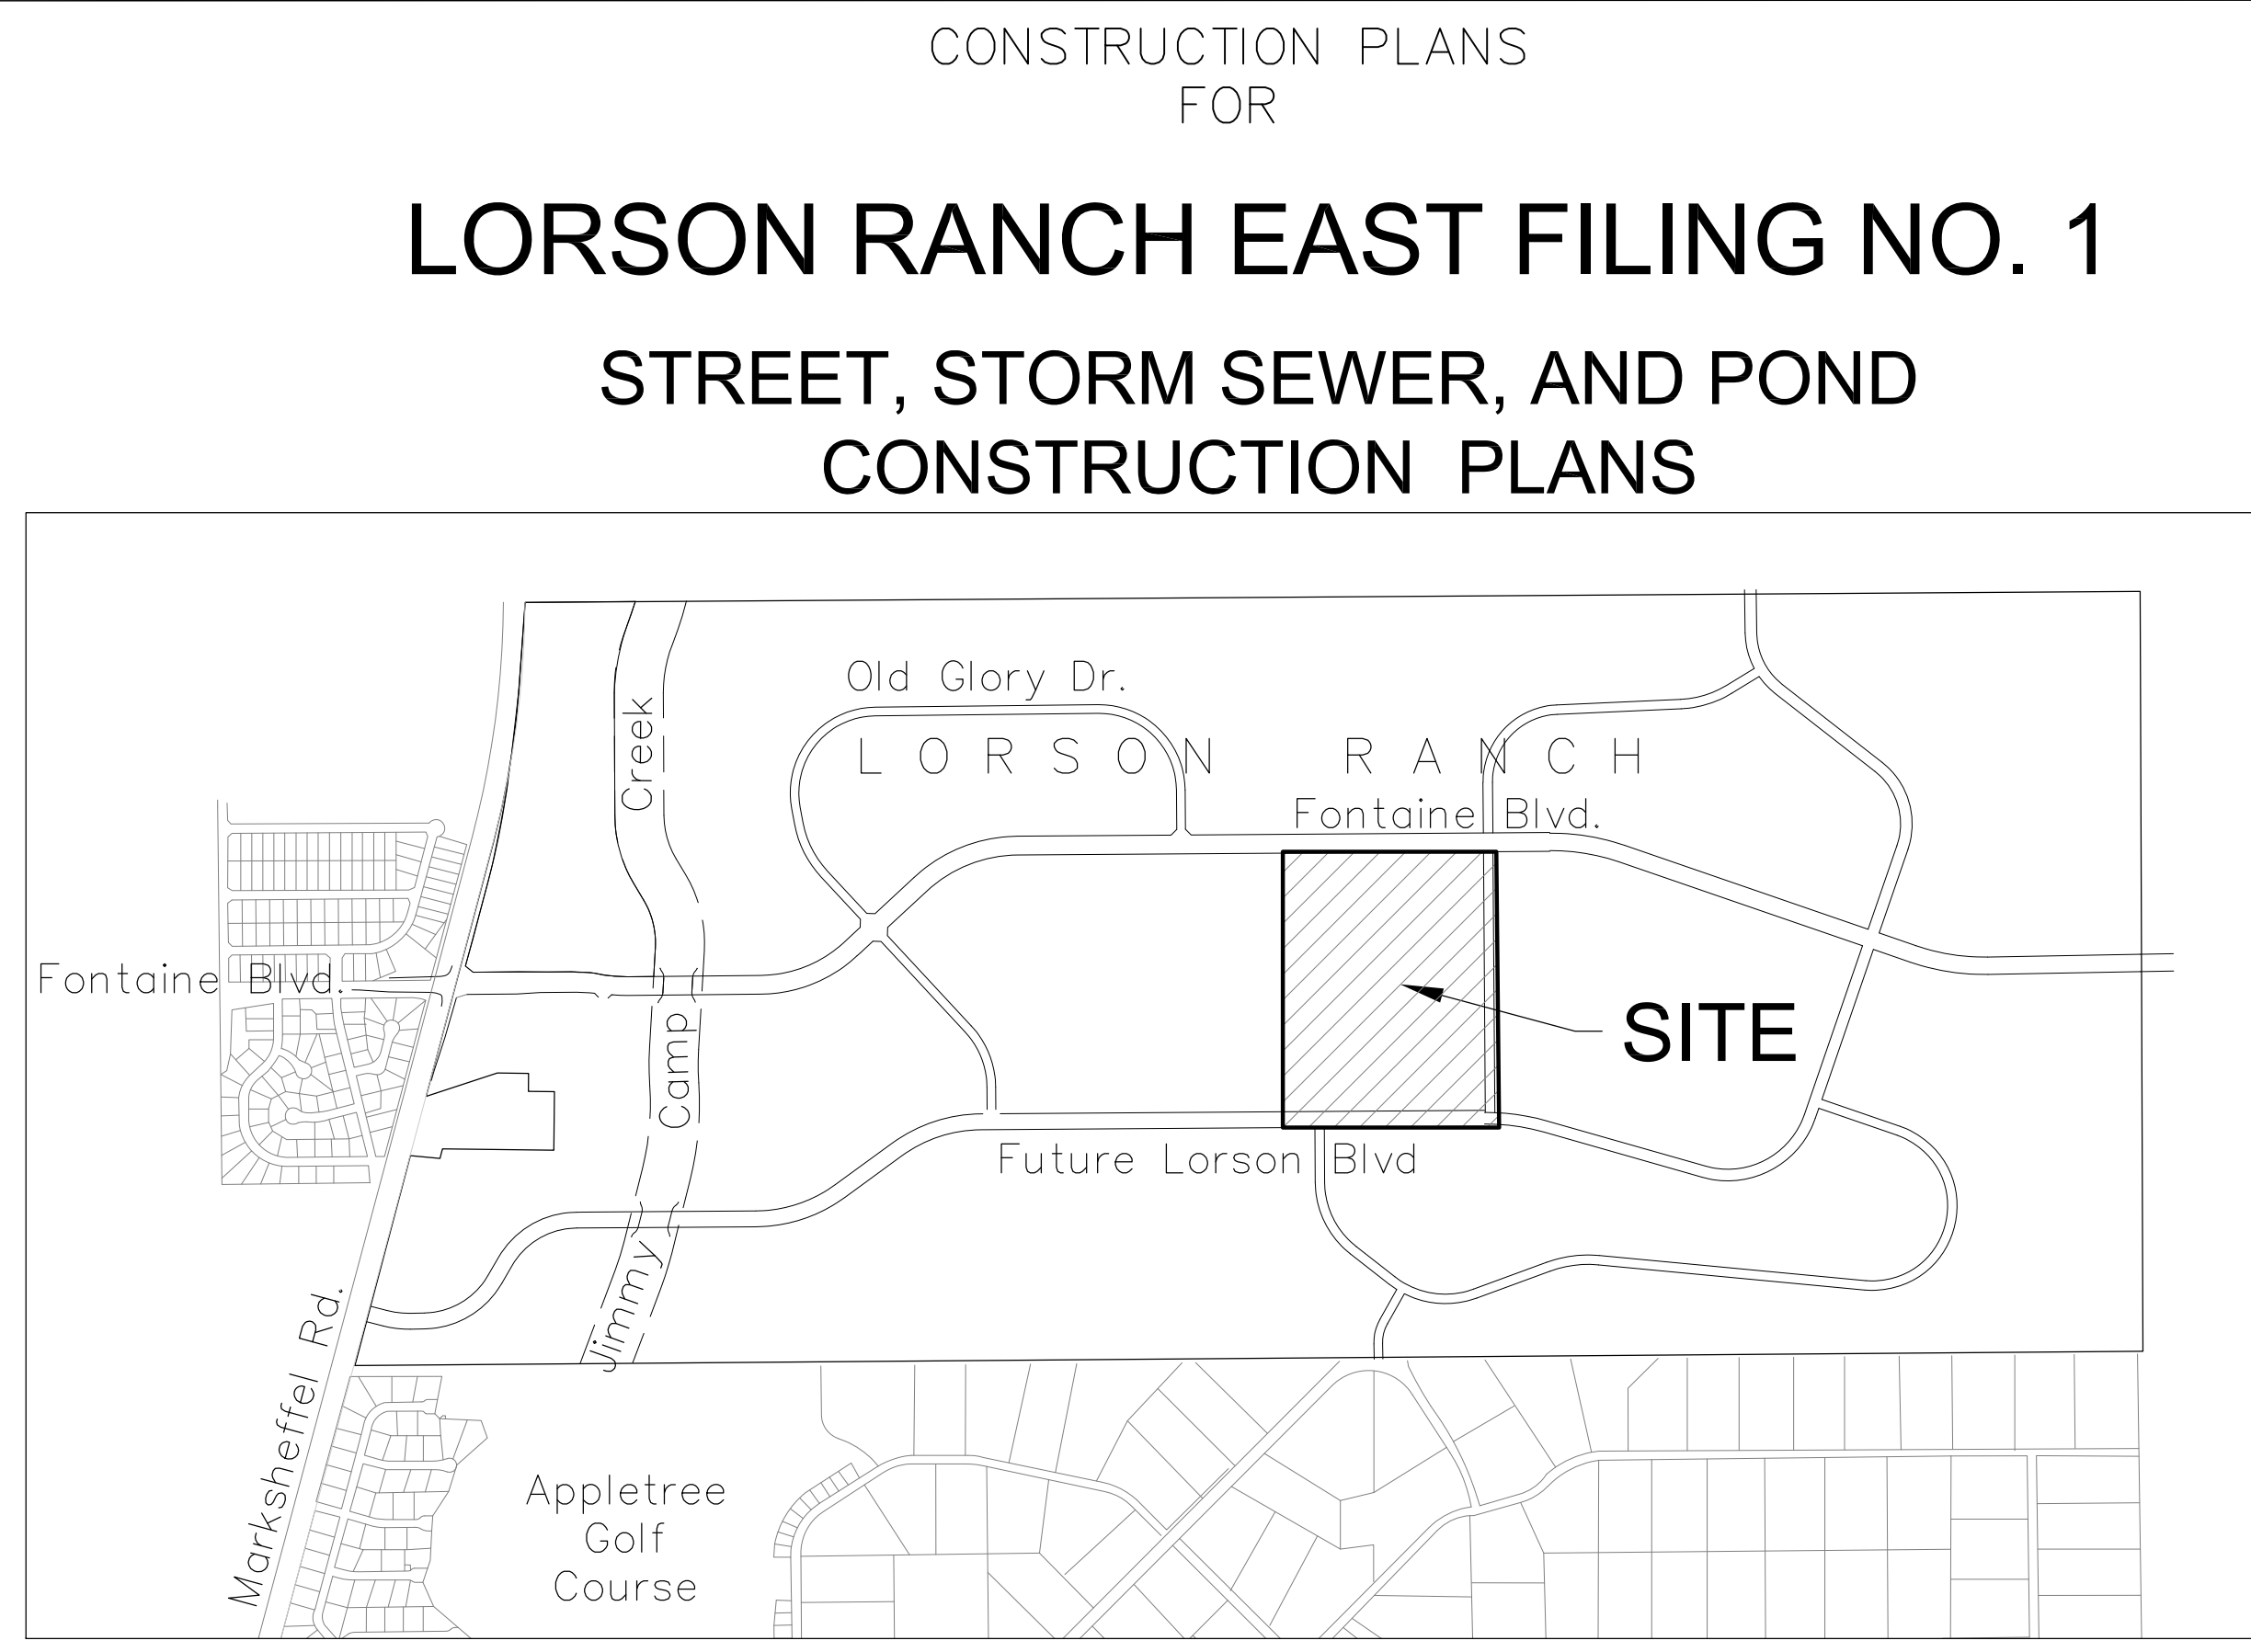 CONSTRUCTION PLANS
FOR
LORSON RANCH EAST FILING NO. 1
STREET, STORM SEWER, AND POND
CONSTRUCTION PLANS
Old Glory Dr.
Creek
LORSON RANCH
Fontaine Blvd.
Fontaine Blvd.
SITE
Camp
Future Lorson Blvd
Jimmy
Marksheffel Rd.
Appletree
Golf
Course